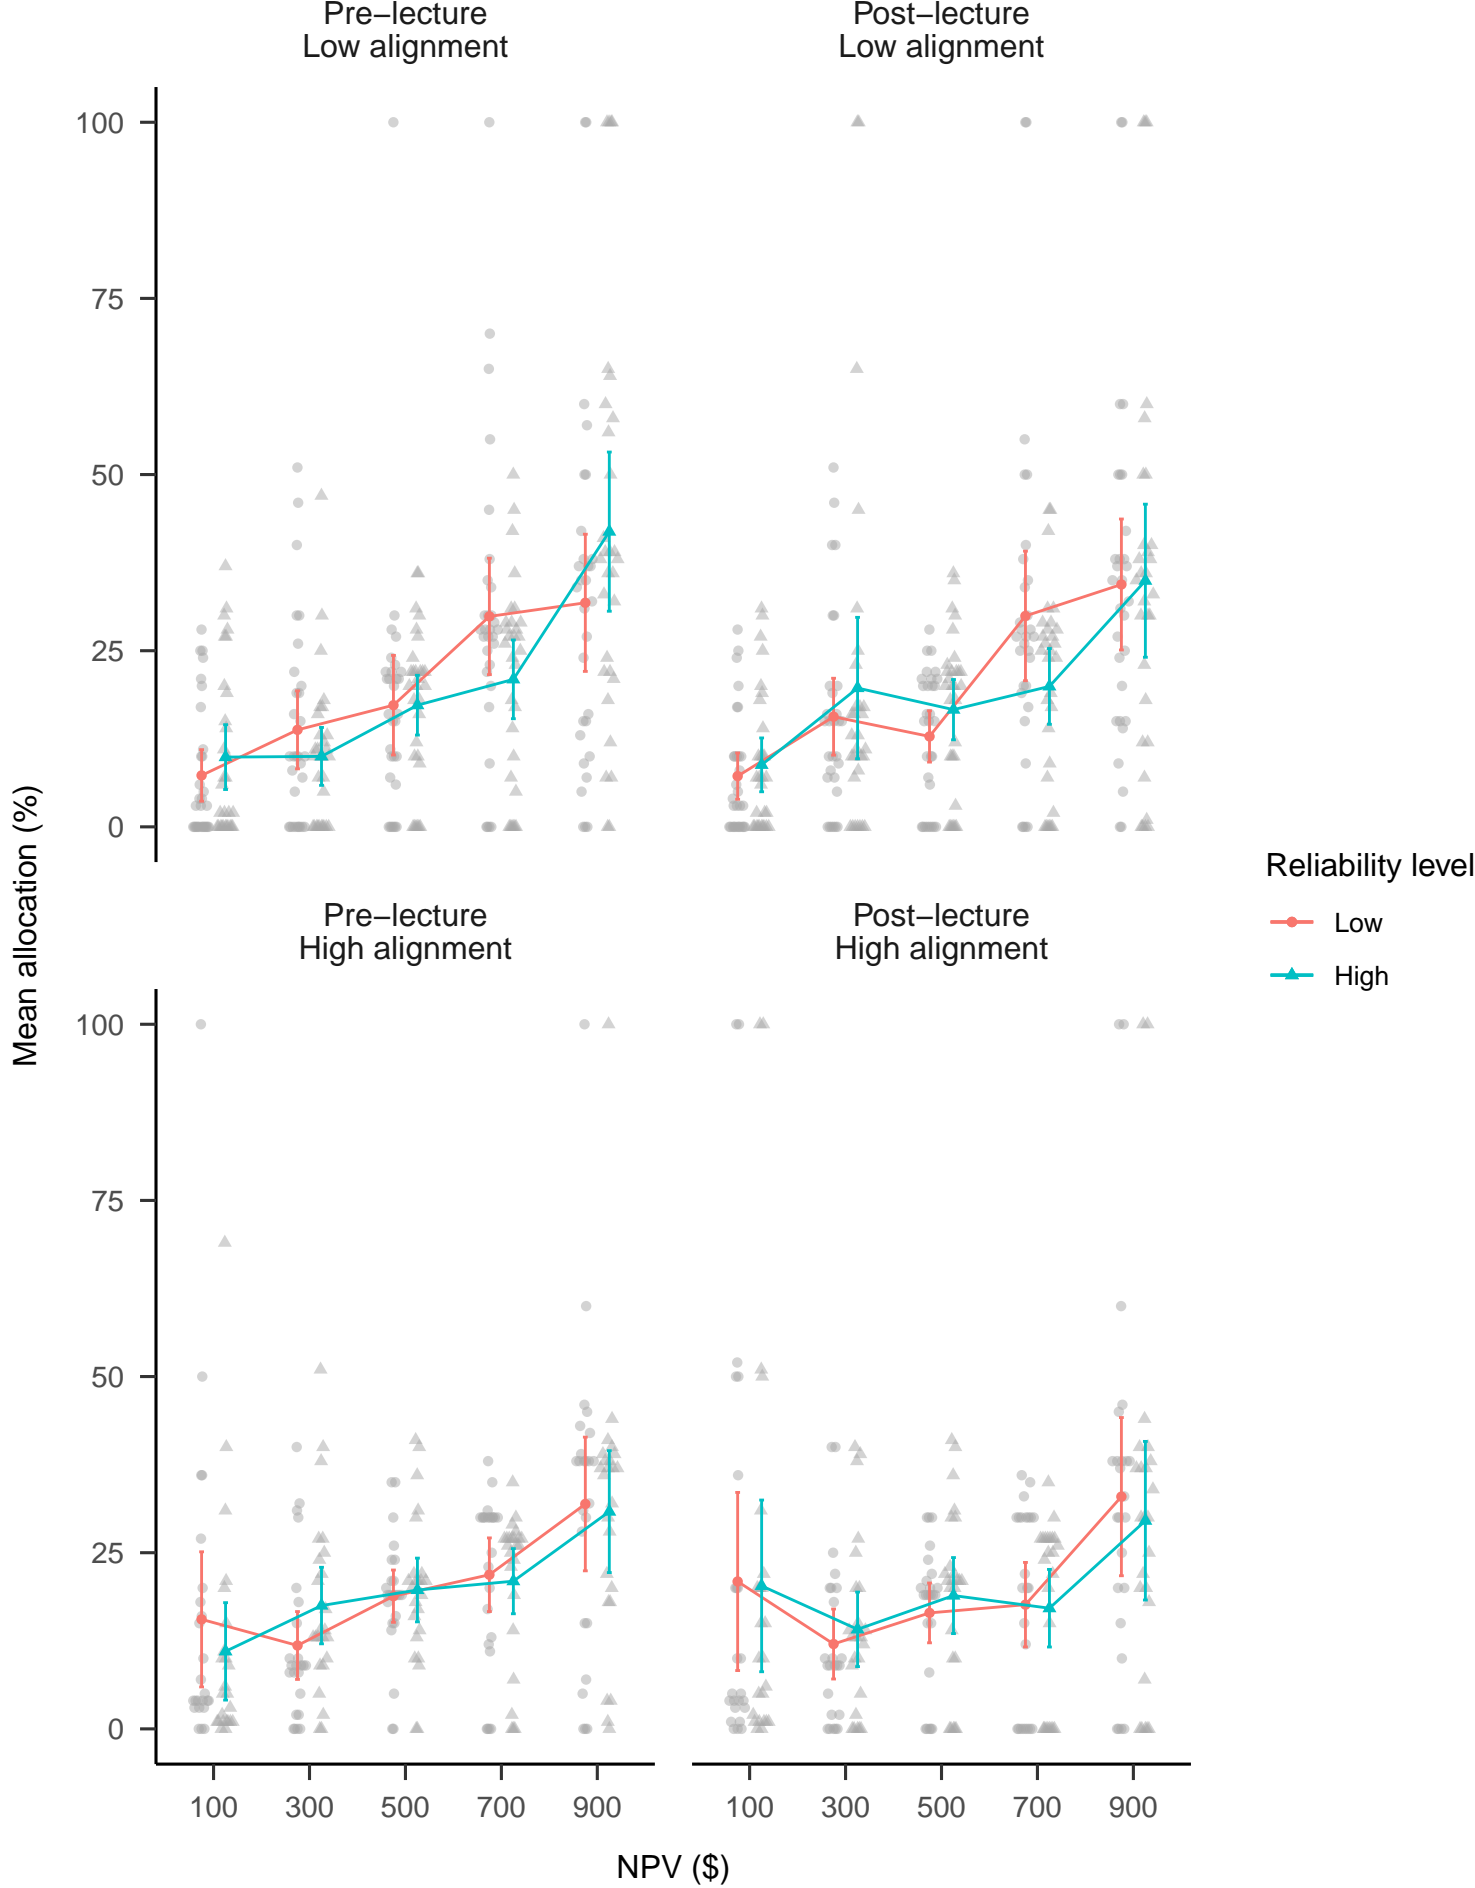 Pre–lecture
Low alignment
Post–lecture
Low alignment
100
75
50
25
0
Pre–lecture
High alignment
Post–lecture
High alignment
100
75
50
25
0
100 300 500 700 900
100 300 500 700 900
NPV ($)
Mean allocation (%)
Reliability level
Low
High